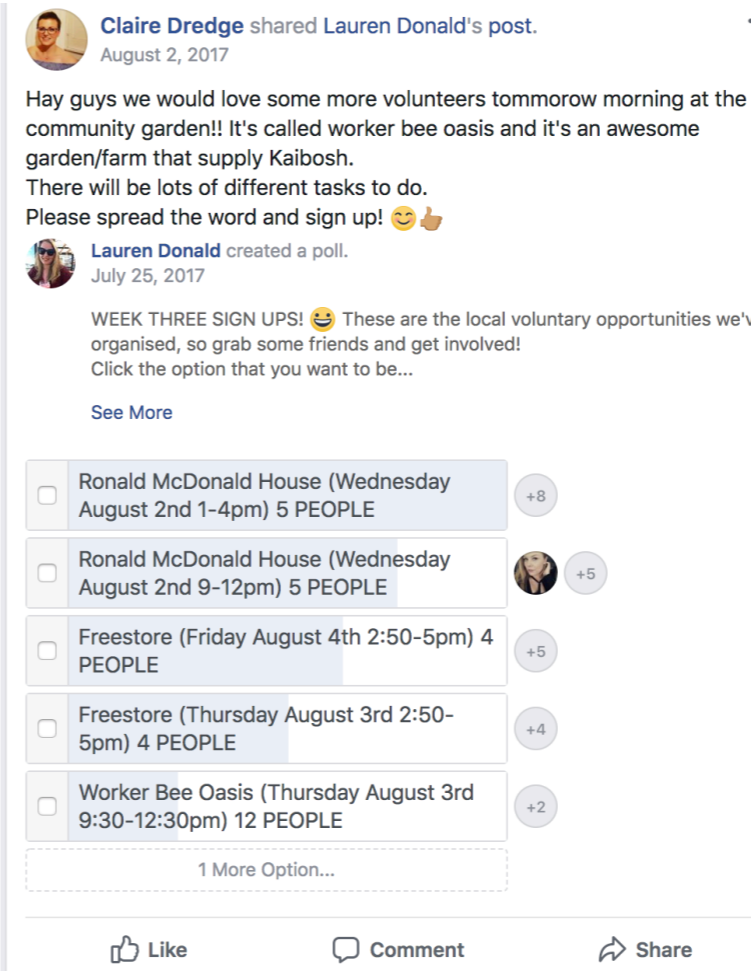 Claire Dredge shared Lauren Donald's post.
August 2, 2017
Hay guys we would love some more volunteers tommorow morning at the
community garden!! It's called worker bee oasis and it's an awesome
garden/farm that supply Kaibosh.
There will be lots of different tasks to do.
Please spread the word and sign up! 😊👍🏽
Lauren Donald created a poll.
July 25, 2017
WEEK THREE SIGN UPS! 😀 These are the local voluntary opportunities we'v
organised, so grab some friends and get involved!
Click the option that you want to be...
See More
Ronald McDonald House (Wednesday
August 2nd 1-4pm) 5 PEOPLE
+8
Ronald McDonald House (Wednesday
August 2nd 9-12pm) 5 PEOPLE
+5
Freestore (Friday August 4th 2:50-5pm) 4
PEOPLE
+5
Freestore (Thursday August 3rd 2:50-
5pm) 4 PEOPLE
+4
Worker Bee Oasis (Thursday August 3rd
9:30-12:30pm) 12 PEOPLE
+2
1 More Option...
Like Comment Share